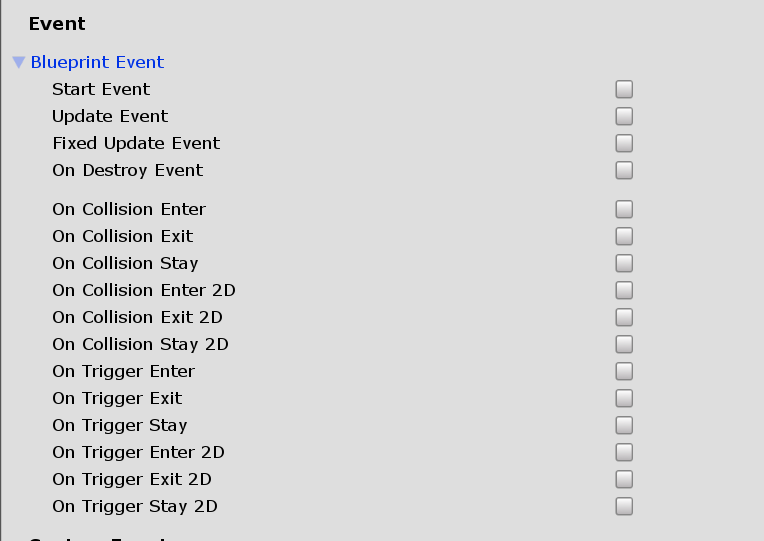 Event
Blueprint Event
Start Event
Update Event
Fixed Update Event
On Destroy Event
On Collision Enter
On Collision Exit
On Collision Stay
On Collision Enter 2D
On Collision Exit 2D
On Collision Stay 2D
On Trigger Enter
On Trigger Exit
On Trigger Stay
On Trigger Enter 2D
On Trigger Exit 2D
On Trigger Stay 2D